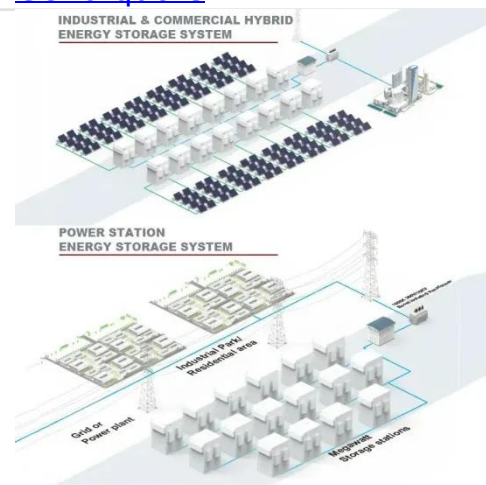 INDUSTRIAL & COMMERCIAL HYBRID
ENERGY STORAGE SYSTEM
POWER STATION
ENERGY STORAGE SYSTEM
Industrial Park/
Residential area
Grid or
Power plant
Megawatt
Storage stations